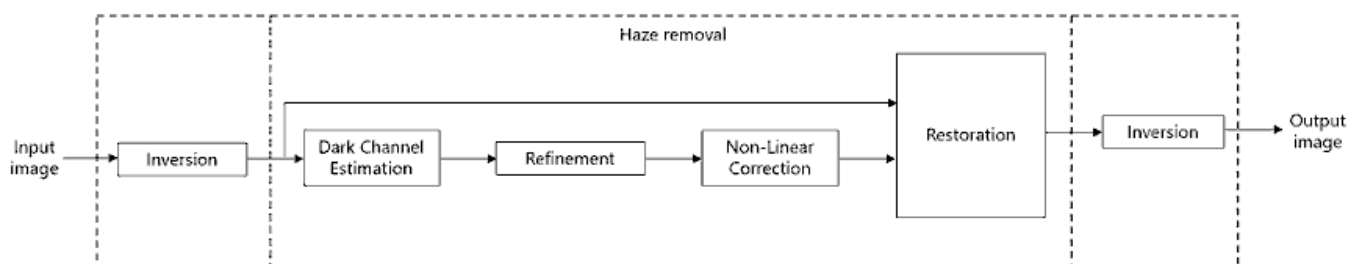 Haze removal
Input
image
Inversion
Dark Channel
Estimation
Refinement
Non-Linear
Correction
Restoration
Inversion
Output
image